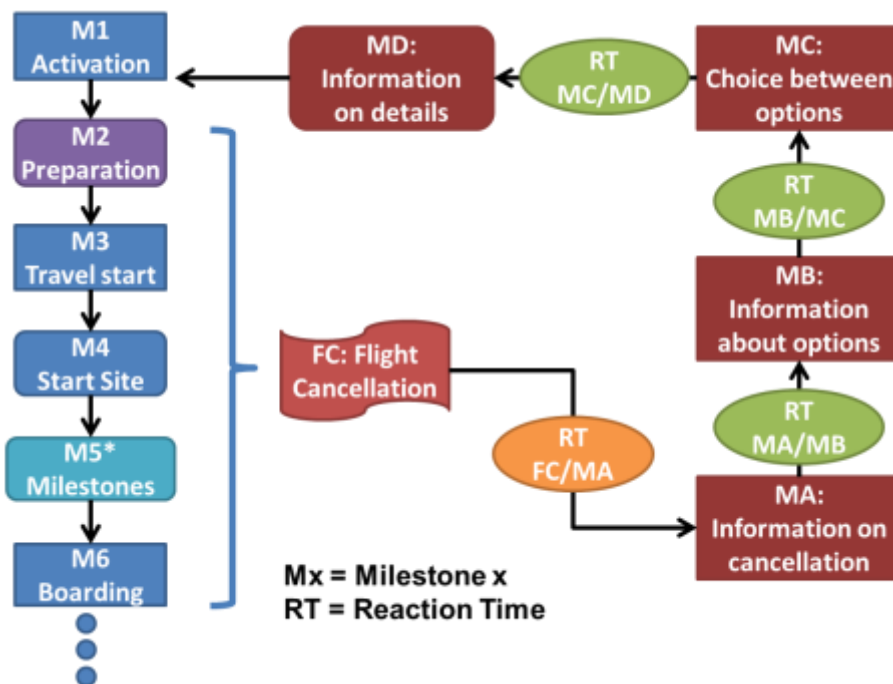 M1
Activation
M2
Preparation
M3
Travel start
M4
Start Site
M5*
Milestones
M6
Boarding
MD:
Information
on details
RT
MC/MD
MC:
Choice between
options
RT
MB/MC
MB:
Information
about options
RT
MA/MB
MA:
Information on
cancellation
FC: Flight
Cancellation
RT
FC/MA
Mx = Milestone x
RT = Reaction Time